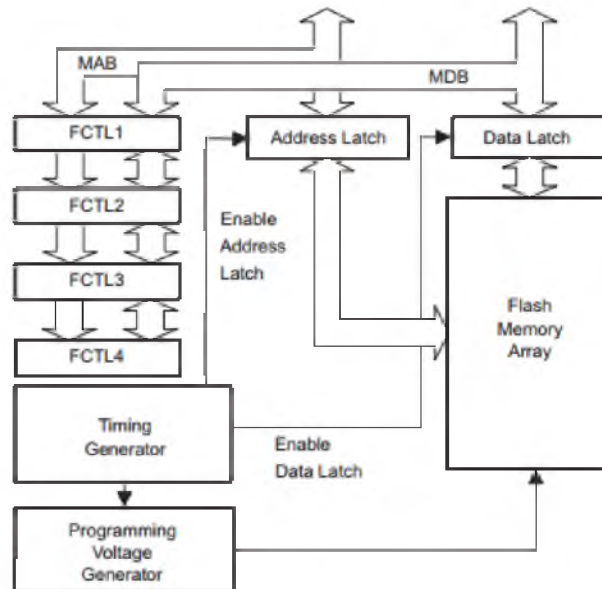 MAB
MDB
FCTL1
Address Latch
Data Latch
FCTL2
Enable
Address
Latch
FCTL3
Flash
Memory
Array
FCTL4
Timing
Generator
Enable
Data Latch
Programming
Voltage
Generator